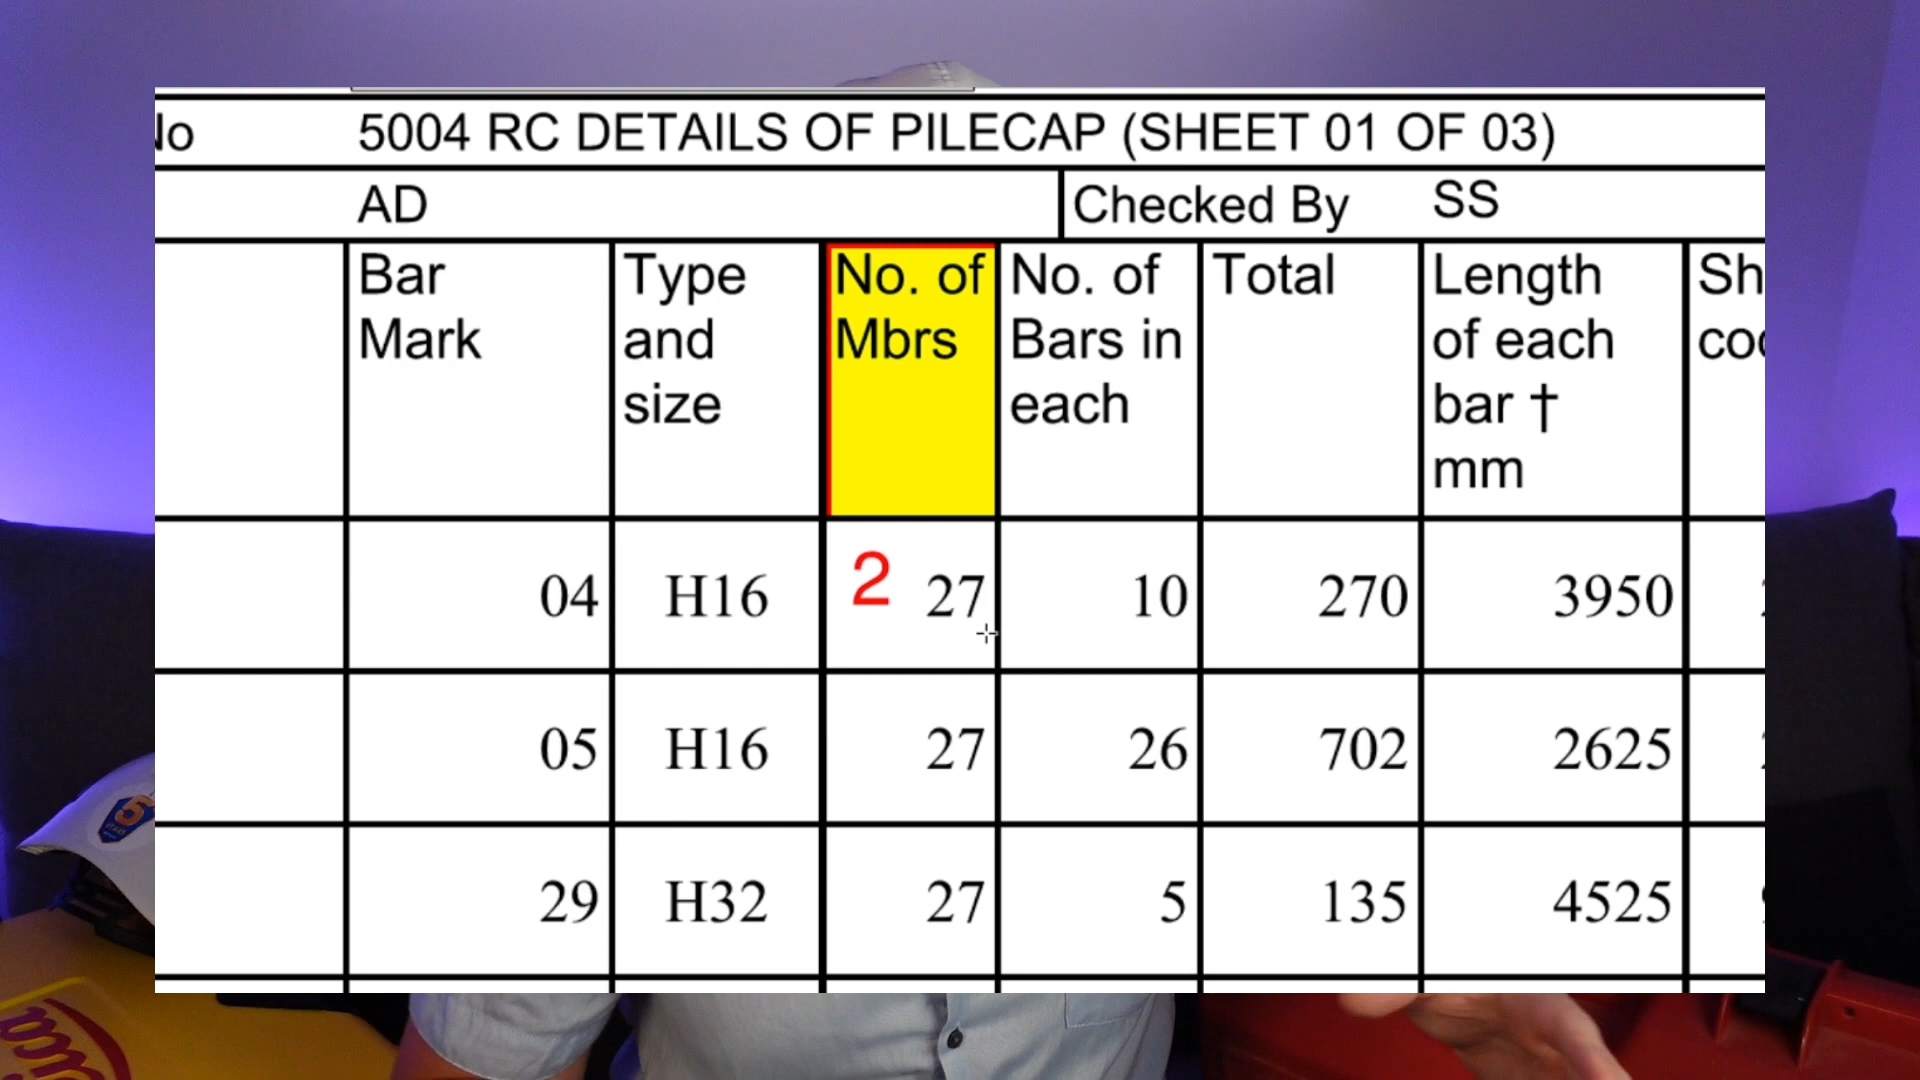 No 5004 RC DETAILS OF PILECAP (SHEET 01 OF 03)
AD Checked By SS
Bar Mark Type and size No. of Mbrs No. of Bars in each Total Length of each bar † mm
04 H16 2 27 10 270 3950
05 H16 27 26 702 2625
29 H32 27 5 135 4525
5